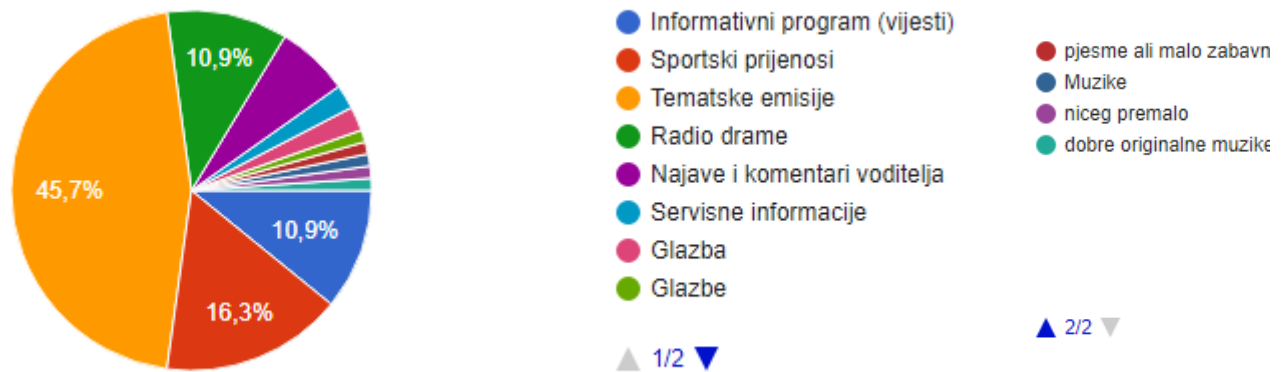 10,9%
45,7%
10,9%
16,3%
Informativni program (vijesti)
Sportski prijenosi
Tematske emisije
Radio drame
Najave i komentari voditelja
Servisne informacije
Glazba
Glazbe
1/2
pjesme ali malo zabavn
Muzike
niceg premalo
dobre originalne muzike
2/2